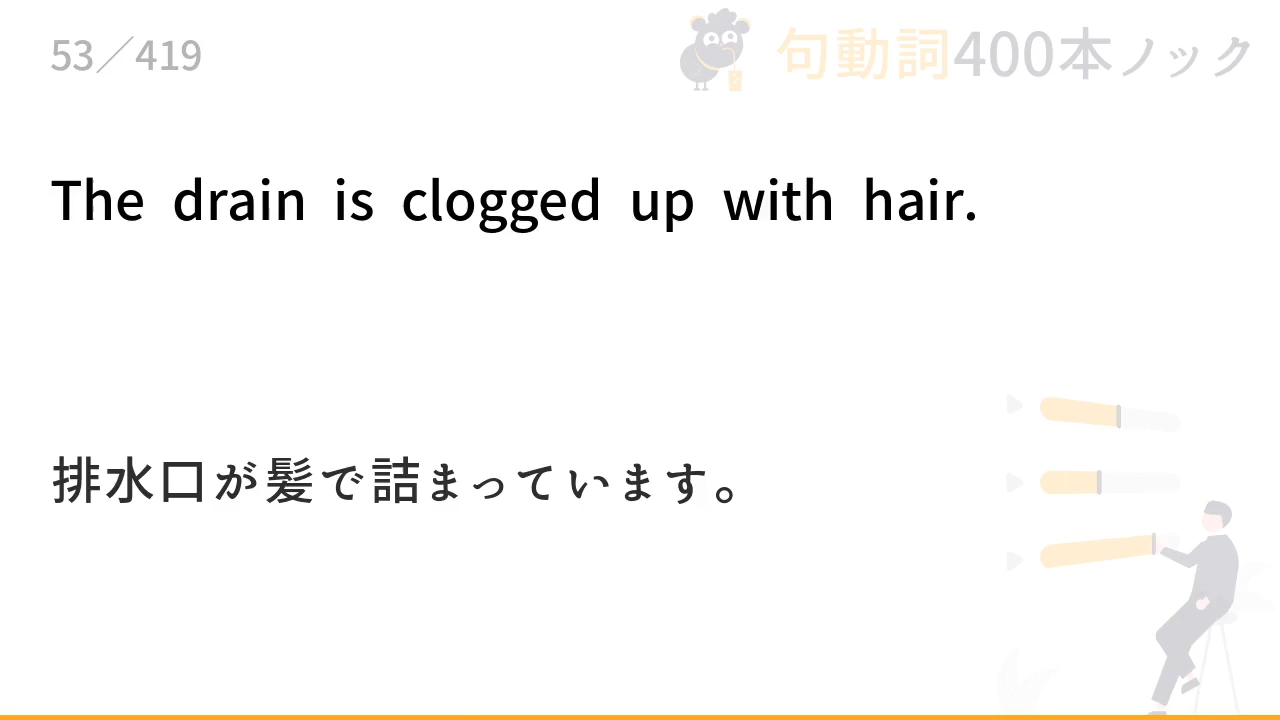 53／419
句動詞400本ノック
The drain is clogged up with hair.
排水口が髪で詰まっています。